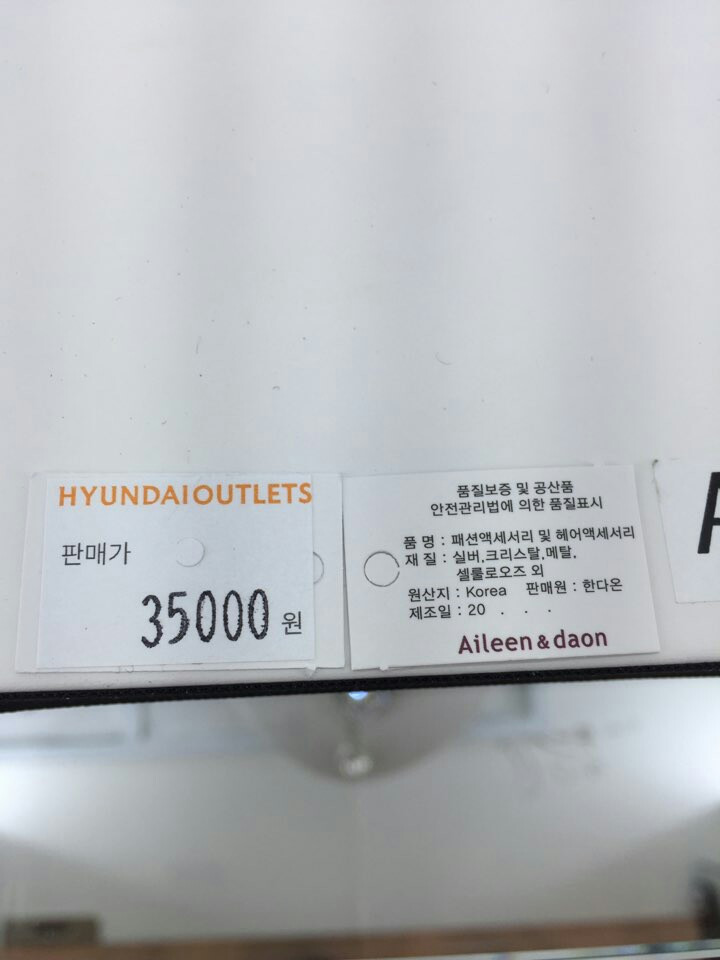 HYUNDAI OUTLETS
판매가
35000 원
품질보증 및 공산품
안전관리법에 의한 품질표시
품 명 : 패션액세서리 및 헤어액세서리
재 질 : 실버,크리스탈,메탈,
셀룰로오즈 외
원산지 : Korea 판매원 : 한다온
제조일 : 20 . . .
Aileen & daon